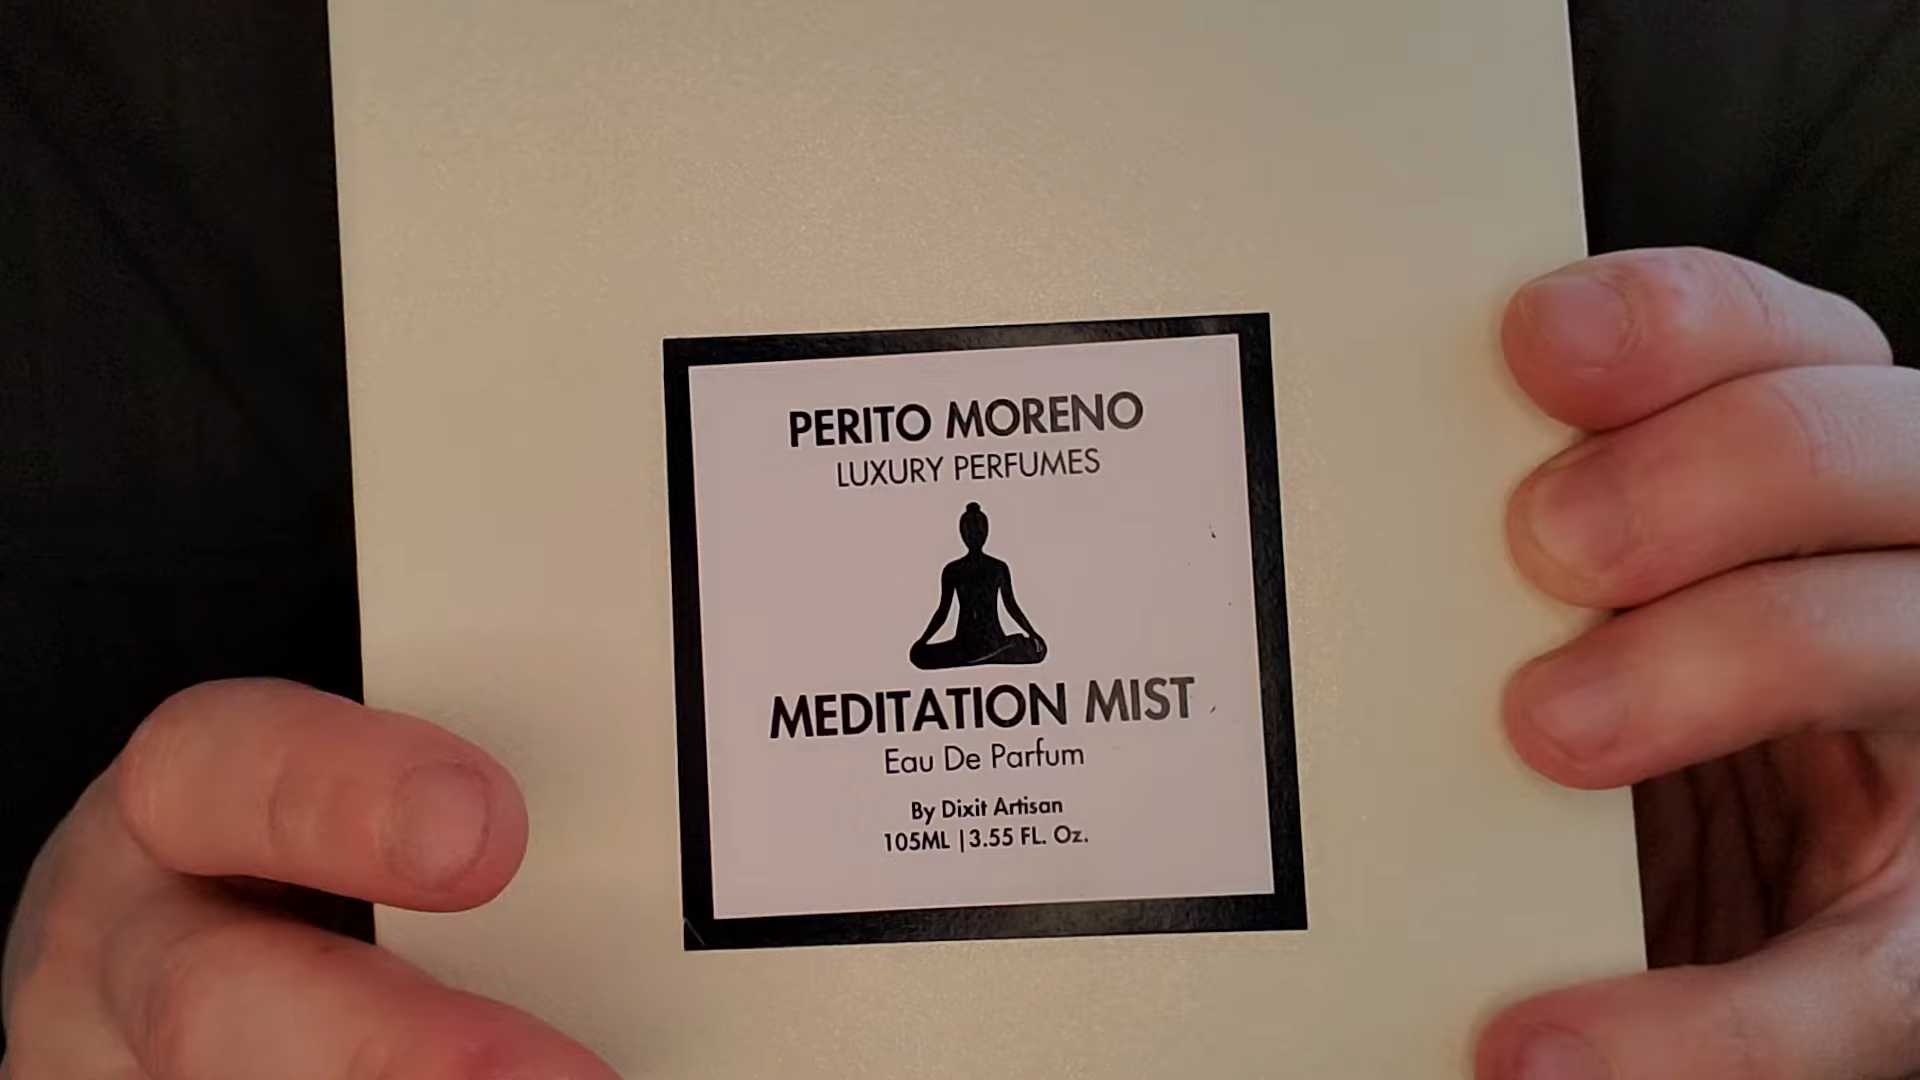 PERITO MORENO
LUXURY PERFUMES
MEDITATION MIST
Eau De Parfum
By Dixit Artisan
105ML | 3.55 FL. Oz.